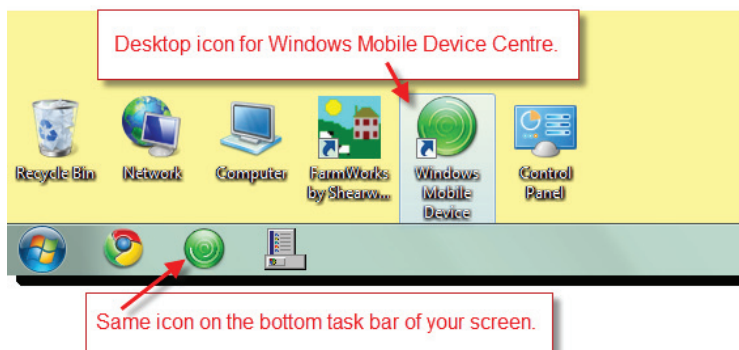 Desktop icon for Windows Mobile Device Centre.
Recycle Bin Network Computer FarmWorks Windows Control
by Shearw... Mobile Panel
Device
Same icon on the bottom task bar of your screen.